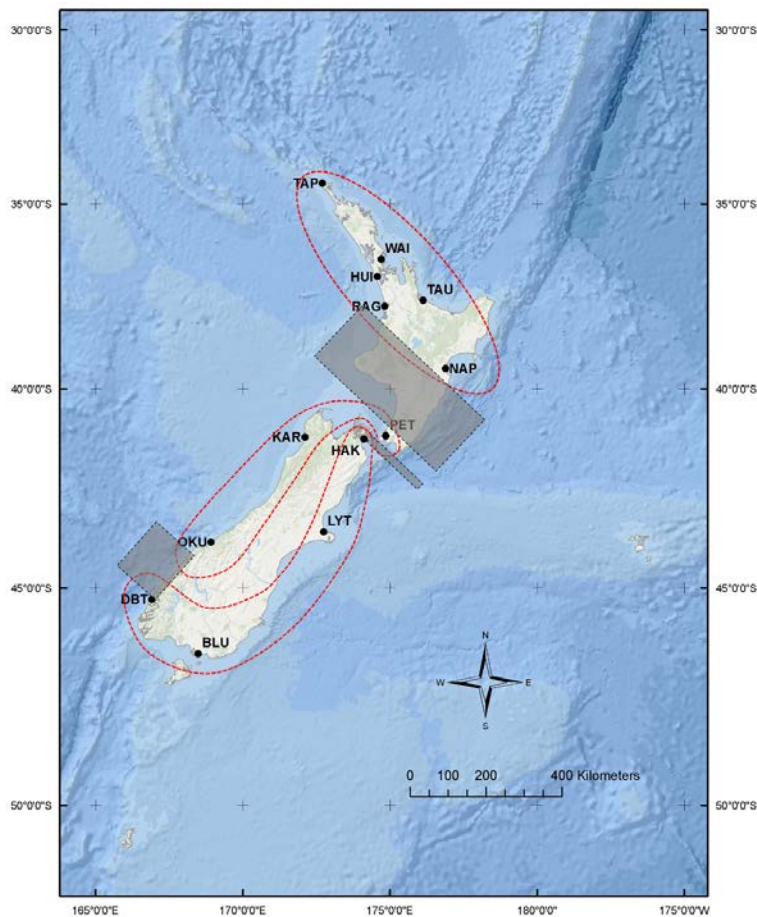 30°0'0"S
30°0'0"S
TAP
35°0'0"S
35°0'0"S
WAI
HUI
TAU
RAG
NAP
40°0'0"S
40°0'0"S
PET
KAR
HAK
LYT
OKU
45°0'0"S
45°0'0"S
DBT
BLU
N
W
E
S
0 100 200 400 Kilometers
50°0'0"S
50°0'0"S
165°0'0"E
170°0'0"E
175°0'0"E
180°0'0"
175°0'0"W